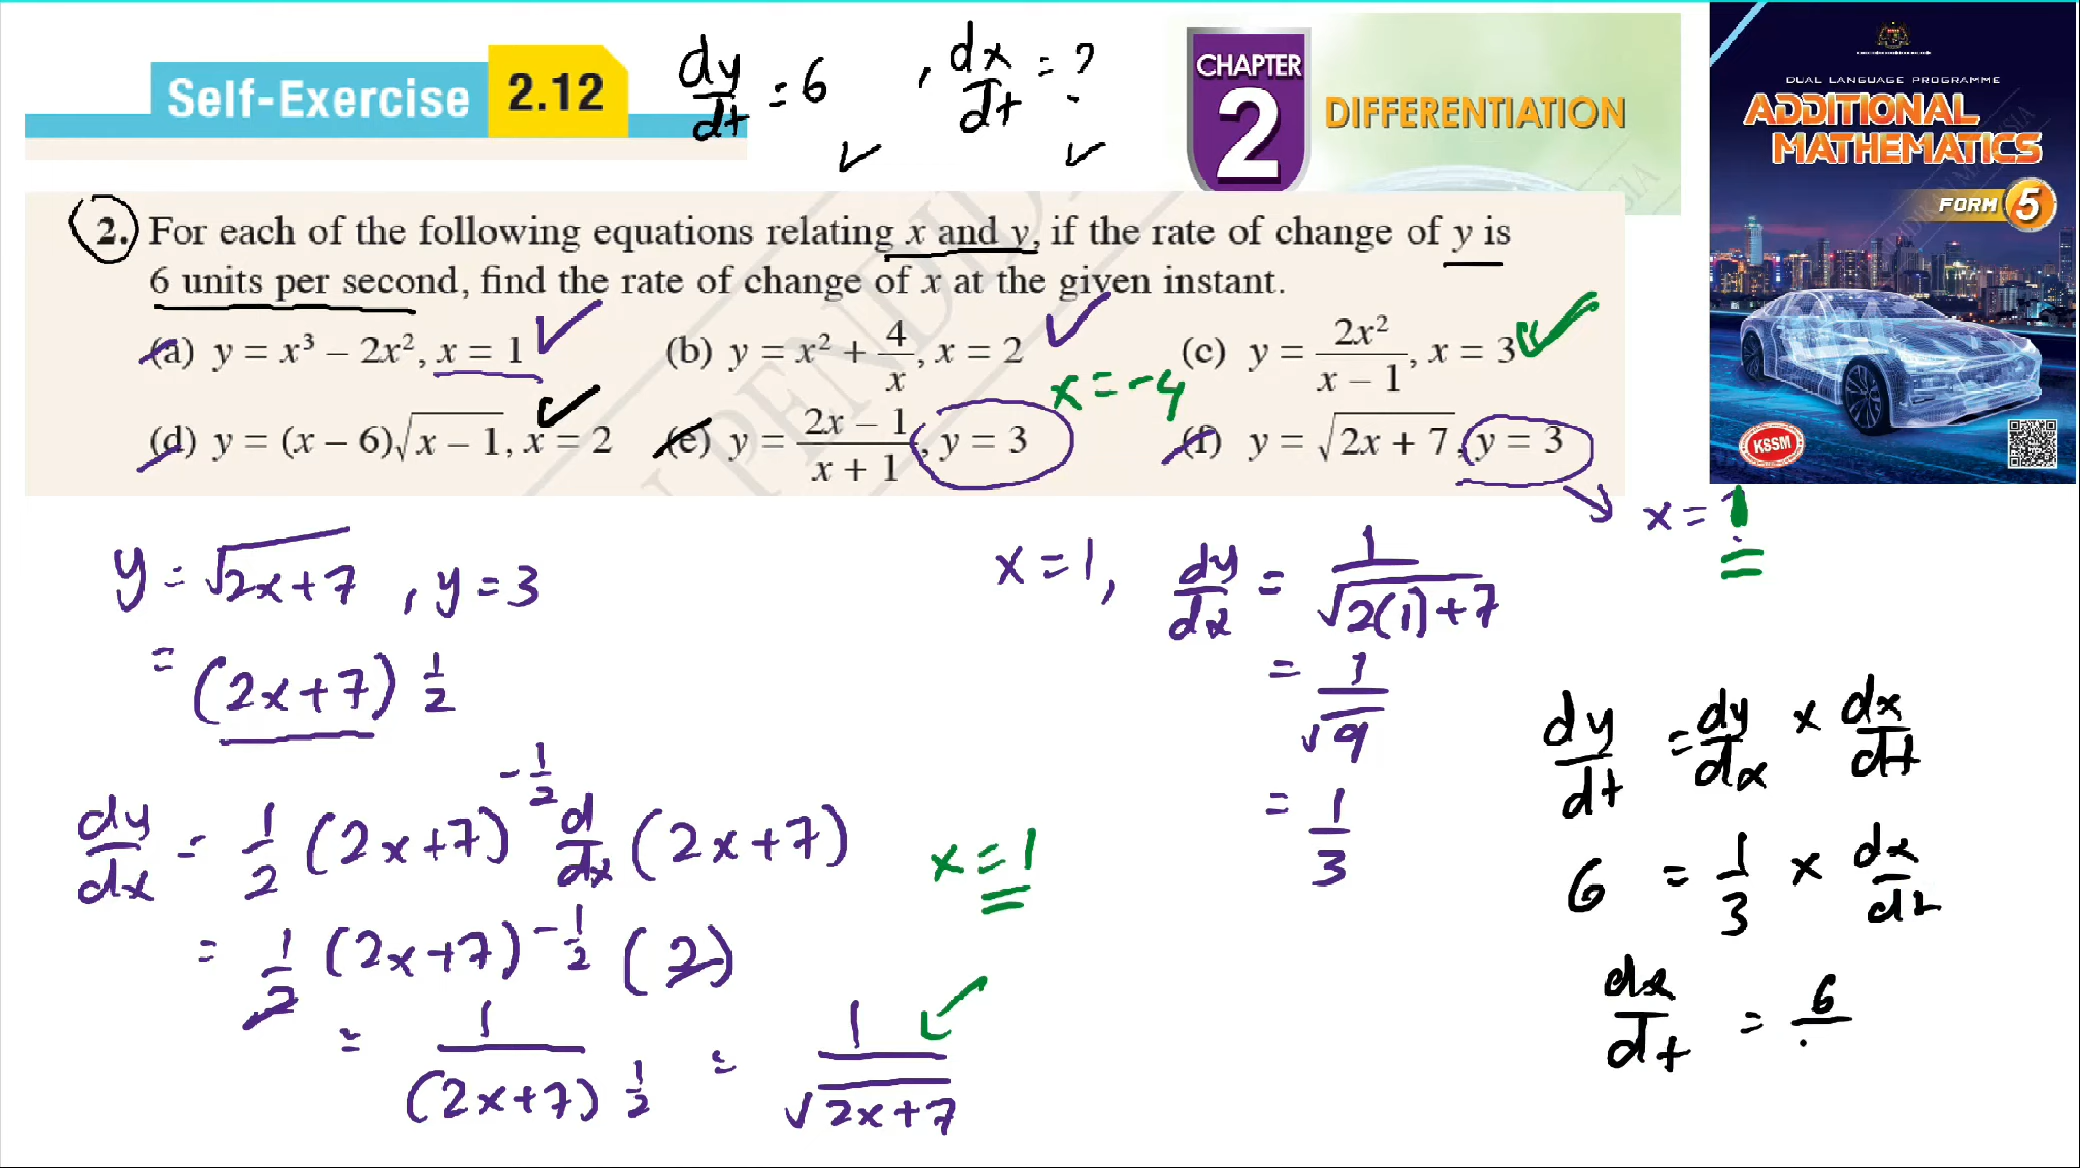 Self-Exercise 2.12
dy/dt = 6 , dx/dt = ?
CHAPTER 2 DIFFERENTIATION
DUAL LANGUAGE PROGRAMME
ADDITIONAL
MATHEMATICS
FORM 5
KSSM
2. For each of the following equations relating x and y, if the rate of change of y is
6 units per second, find the rate of change of x at the given instant.
(a) y = x³ – 2x², x = 1 (b) y = x² + 4/x, x = 2 (c) y = 2x²/(x – 1), x = 3
x = -4
(d) y = (x – 6)√(x – 1), x = 2 (e) y = (2x – 1)/(x + 1), y = 3 (f) y = √(2x + 7), y = 3
x = 1
y = √(2x+7) , y = 3
= (2x+7)^(1/2)
dy/dx = 1/2 (2x+7)^(-1/2) d/dx (2x+7)
= 1/2 (2x+7)^(-1/2) (2)
= 1/(2x+7)^(1/2) = 1/√(2x+7)
x = 1
x = 1, dy/dx = 1/√(2(1)+7)
= 1/√9
= 1/3
dy/dt = dy/dx × dx/dt
6 = 1/3 × dx/dt
dx/dt = 6/